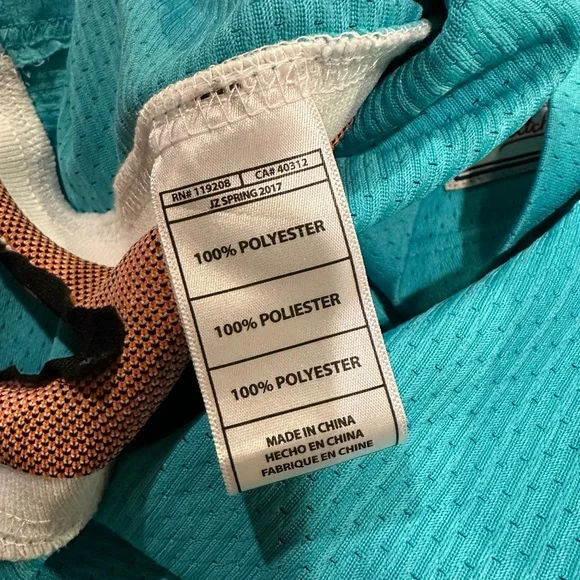 RN# 119208 CA# 40312
JZ SPRING 2017
100% POLYESTER
100% POLIESTER
100% POLYESTER
MADE IN CHINA
HECHO EN CHINA
FABRIQUE EN CHINE